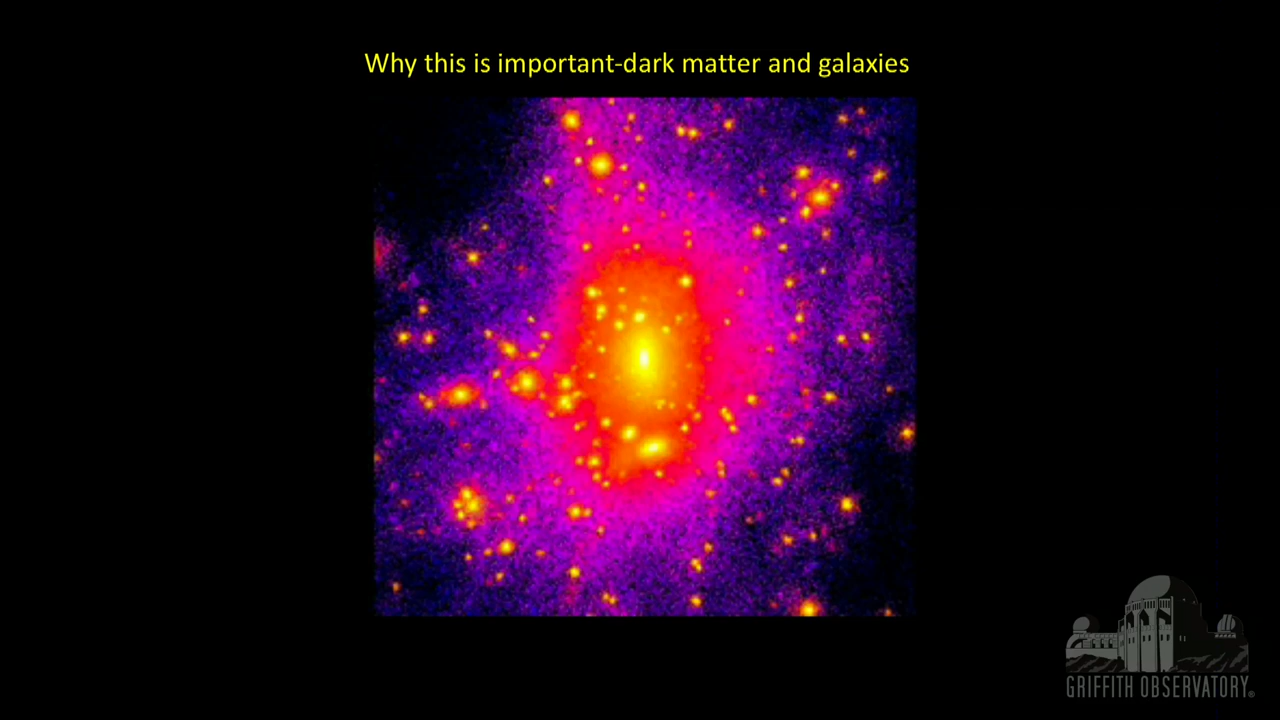 Why this is important-dark matter and galaxies
GRIFFITH OBSERVATORY®